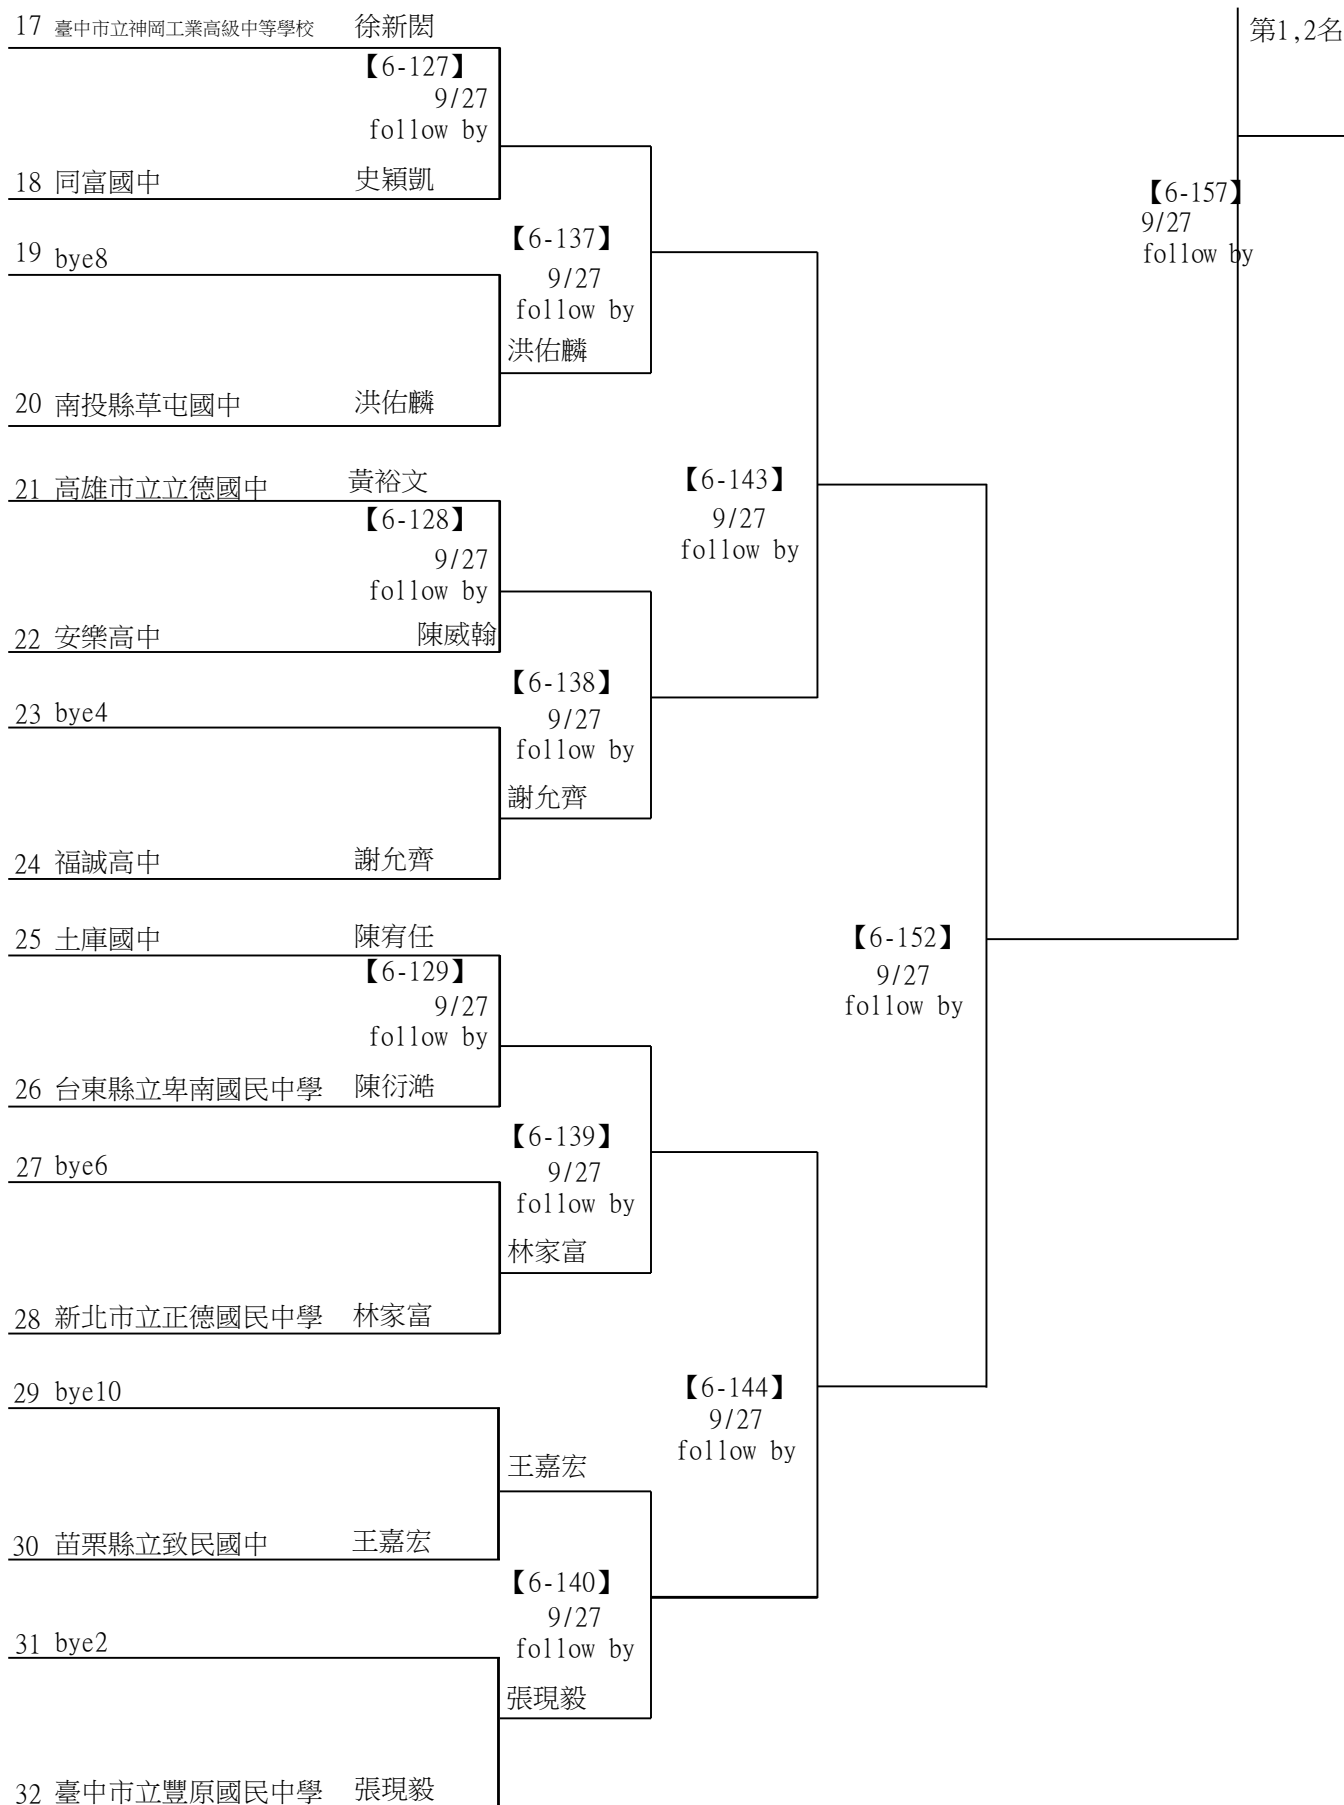 17 臺中市立神岡工業高級中等學校 徐新閎
第1,2名
【6-127】
9/27
follow by
18 同富國中 史穎凱
【6-157】
9/27
follow by
19 bye8
【6-137】
9/27
follow by
洪佑麟
20 南投縣草屯國中 洪佑麟
21 高雄市立立德國中 黃裕文
【6-143】
9/27
follow by
【6-128】
9/27
follow by
22 安樂高中 陳威翰
【6-138】
9/27
follow by
23 bye4
謝允齊
24 福誠高中 謝允齊
25 土庫國中 陳宥任
【6-152】
9/27
follow by
【6-129】
9/27
follow by
26 台東縣立卑南國民中學 陳衍澔
【6-139】
9/27
follow by
27 bye6
林家富
28 新北市立正德國民中學 林家富
29 bye10
【6-144】
9/27
follow by
王嘉宏
30 苗栗縣立致民國中 王嘉宏
【6-140】
9/27
follow by
31 bye2
張現毅
32 臺中市立豐原國民中學 張現毅